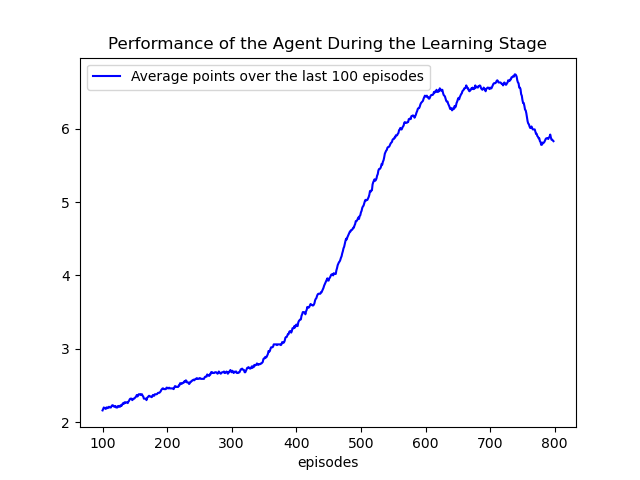 Performance of the Agent During the Learning Stage
Average points over the last 100 episodes
6
5
4
3
2
100 200 300 400 500 600 700 800
episodes